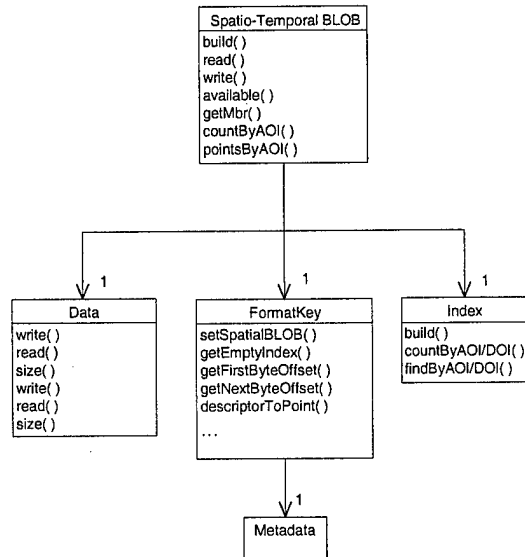 Spatio-Temporal BLOB
build( )
read( )
write( )
available( )
getMbr( )
countByAOI( )
pointsByAOI( )
1
1
1
Data
write( )
read( )
size( )
write( )
read( )
size( )
FormatKey
setSpatialBLOB( )
getEmptyIndex( )
getFirstByteOffset( )
getNextByteOffset( )
descriptorToPoint( )
...
Index
build( )
countByAOI/DOI( )
findByAOI/DOI( )
1
Metadata